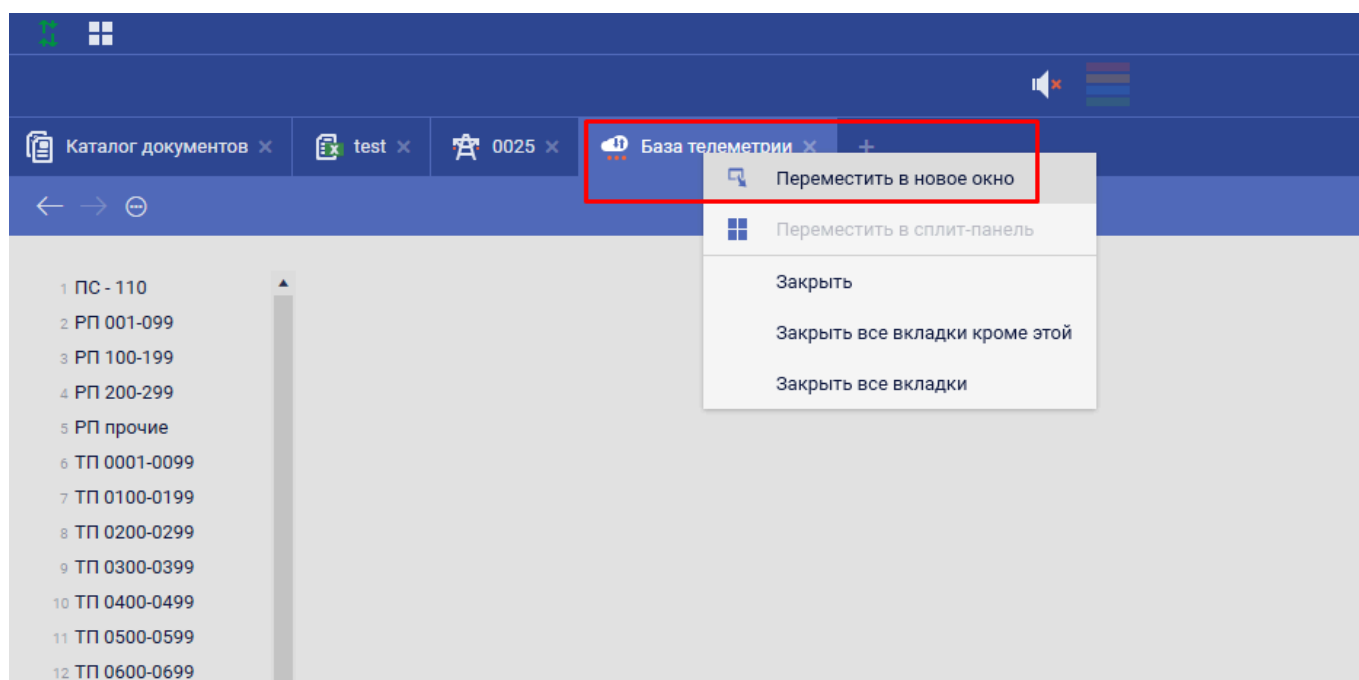 Каталог документов
test
0025
База телеметрии
Переместить в новое окно
Переместить в сплит-панель
Закрыть
Закрыть все вкладки кроме этой
Закрыть все вкладки
1 ПС - 110
2 РП 001-099
3 РП 100-199
4 РП 200-299
5 РП прочие
6 ТП 0001-0099
7 ТП 0100-0199
8 ТП 0200-0299
9 ТП 0300-0399
10 ТП 0400-0499
11 ТП 0500-0599
12 ТП 0600-0699